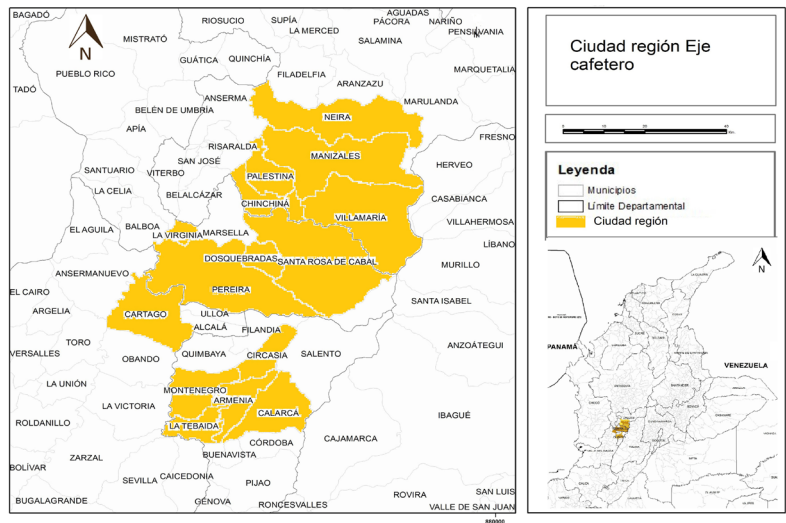 BAGADÓ
RIOSUCIO
SUPÍA
AGUADAS
PÁCORA
NARIÑO
LA MERCED
PENSILVANIA
MISTRATÓ
SALAMINA
N
GUÁTICA
QUINCHÍA
PUEBLO RICO
FILADELFIA
MARQUETALIA
ARANZAZU
TADÓ
ANSERMA
MARULANDA
BELÉN DE UMBRÍA
NEIRA
APÍA
FRESNO
RISARALDA
MANIZALES
SAN JOSÉ
HERVEO
SANTUARIO
VITERBO
PALESTINA
LA CELIA
BELALCÁZAR
CASABIANCA
CHINCHINÁ
VILLAMARÍA
VILLAHERMOSA
EL AGUILA
BALBOA
LA VIRGINIA
MARSELLA
LÍBANO
DOSQUEBRADAS
SANTA ROSA DE CABAL
MURILLO
ANSERMANUEVO
EL CAIRO
PEREIRA
SANTA ISABEL
ARGELIA
CARTAGO
ULLOA
ALCALÁ
FILANDIA
TORO
ANZOÁTEGUI
VERSALLES
OBANDO
QUIMBAYA
CIRCASIA
SALENTO
LA UNIÓN
MONTENEGRO
ARMENIA
LA VICTORIA
CALARCÁ
IBAGUÉ
ROLDANILLO
LA TEBAIDA
CÓRDOBA
CAJAMARCA
BUENAVISTA
ZARZAL
BOLÍVAR
CAICEDONIA
SEVILLA
PIJAO
ROVIRA
SAN LUIS
BUGALAGRANDE
GÉNOVA
RONCESVALLES
VALLE DE SAN JUAN
880000
Ciudad región Eje
cafetero
Leyenda
Municipios
Límite Departamental
Ciudad región
N
PANAMÁ
VENEZUELA